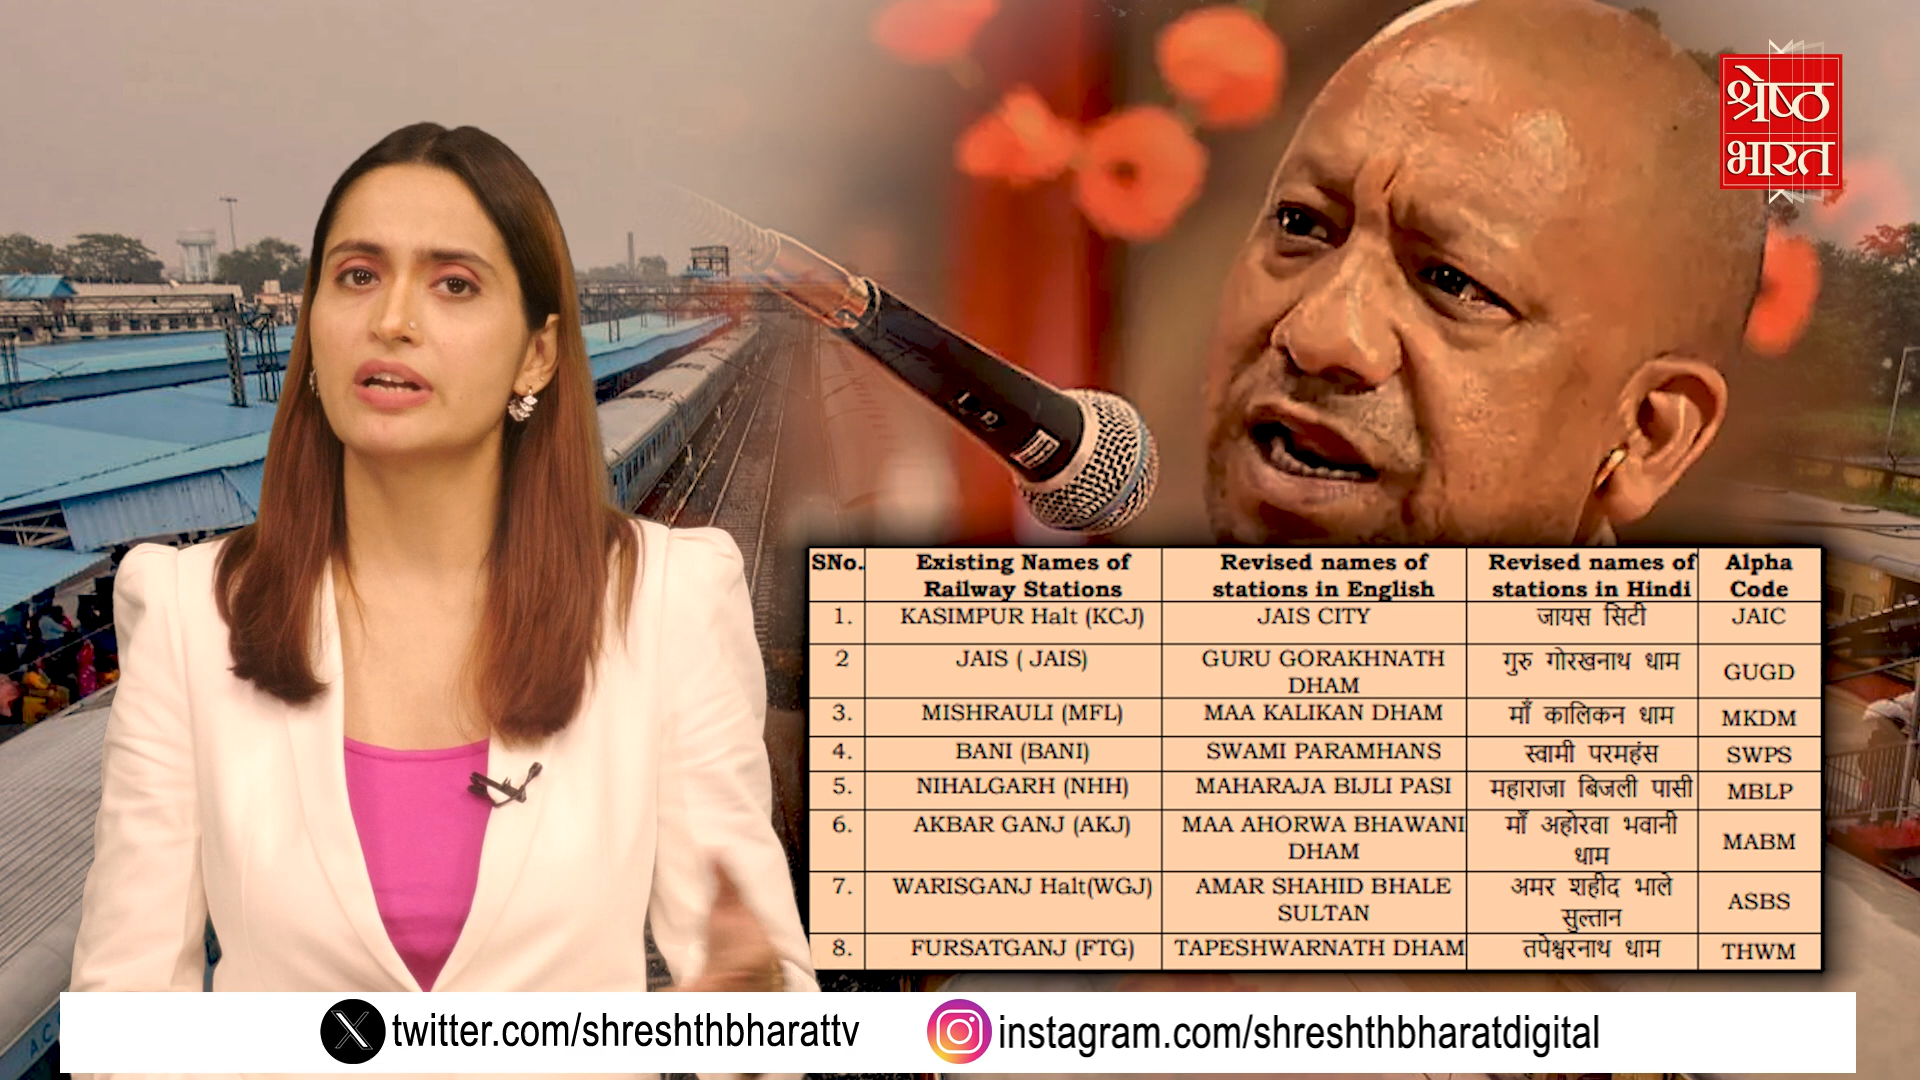 श्रेष्ठ
भारत
SNo. Existing Names of Railway Stations Revised names of stations in English Revised names of stations in Hindi Alpha Code
1. KASIMPUR Halt (KCJ) JAIS CITY जायस सिटी JAIC
2 JAIS ( JAIS) GURU GORAKHNATH DHAM गुरु गोरखनाथ धाम GUGD
3. MISHRAULI (MFL) MAA KALIKAN DHAM माँ कालिकन धाम MKDM
4. BANI (BANI) SWAMI PARAMHANS स्वामी परमहंस SWPS
5. NIHALGARH (NHH) MAHARAJA BIJLI PASI महाराजा बिजली पासी MBLP
6. AKBAR GANJ (AKJ) MAA AHORWA BHAWANI DHAM माँ अहोरवा भवानी धाम MABM
7. WARISGANJ Halt(WGJ) AMAR SHAHID BHALE SULTAN अमर शहीद भाले सुल्तान ASBS
8. FURSATGANJ (FTG) TAPESHWARNATH DHAM तपेश्वरनाथ धाम THWM
twitter.com/shreshthbharattv instagram.com/shreshthbharatdigital